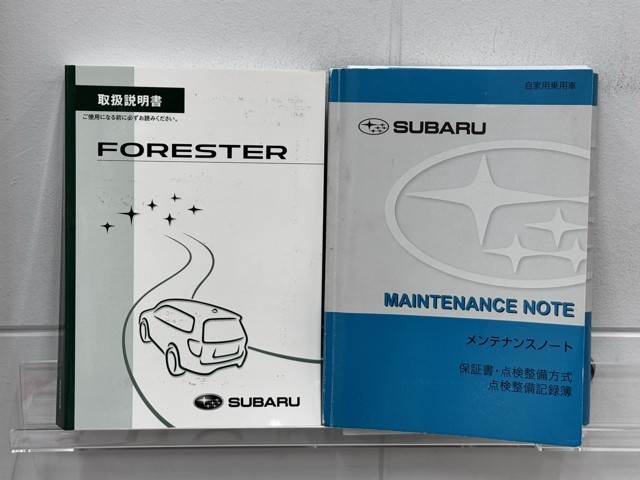 取扱説明書
ご使用になる前に必ずお読みください。
FORESTER
SUBARU
自家用乗用車
SUBARU
MAINTENANCE NOTE
メンテナンスノート
保証書・点検整備方式
点検整備記録簿